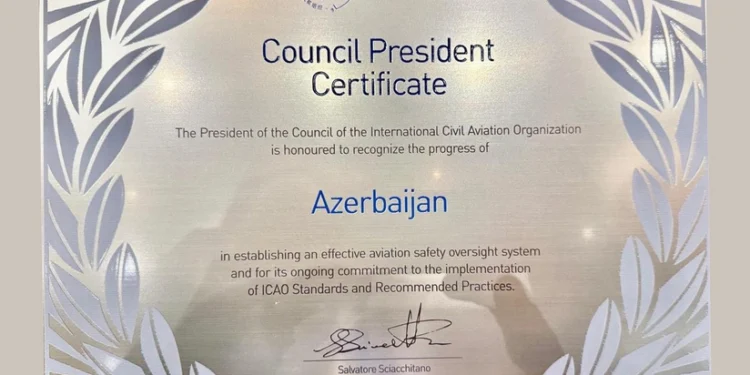 Council President
Certificate
The President of the Council of the International Civil Aviation Organization
is honoured to recognize the progress of
Azerbaijan
in establishing an effective aviation safety oversight system
and for its ongoing commitment to the implementation
of ICAO Standards and Recommended Practices.
Salvatore Sciacchitano